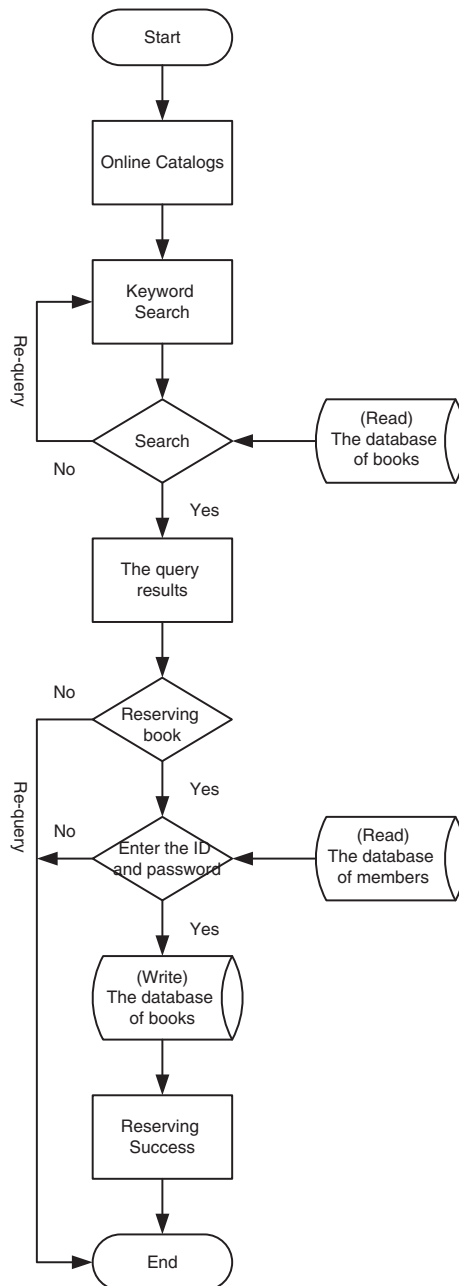 Start
Online Catalogs
Keyword
Search
Re-query
Search
(Read)
The database
of books
No
Yes
The query
results
No
Reserving
book
Yes
Re-query
No
Enter the ID
and password
(Read)
The database
of members
Yes
(Write)
The database
of books
Reserving
Success
End